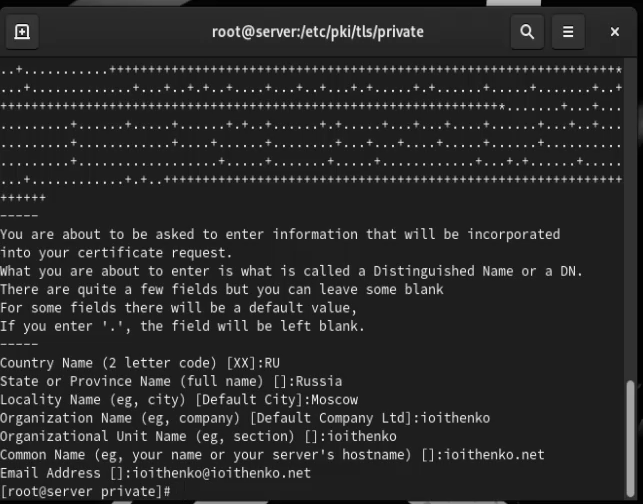 root@server:/etc/pki/tls/private
..+...........++++++++++++++++++++++++++++++++++++++++++++++++++++++++++++++++++
...+.............+...+..+.+..+....+..+.+..+.+.....+.+......+.....+.......+..+
+++++++++++++++++++++++++++++++++++++++++++++++++++++++++++++++++*.......+...+...
.........+......+.....+.......+.+..+.......+.+.....+...+..+....+......+...+..+...
.........+.......+.........+......+........+...+....+...+....+......+..........
.........+..................+.....+......+.............+...+.+........+.....
...+............+.+..+++++++++++++++++++++++++++++++++++++++++++++++++++++++++++
++++++
-----
You are about to be asked to enter information that will be incorporated
into your certificate request.
What you are about to enter is what is called a Distinguished Name or a DN.
There are quite a few fields but you can leave some blank
For some fields there will be a default value,
If you enter '.', the field will be left blank.
-----
Country Name (2 letter code) [XX]:RU
State or Province Name (full name) []:Russia
Locality Name (eg, city) [Default City]:Moscow
Organization Name (eg, company) [Default Company Ltd]:ioithenko
Organizational Unit Name (eg, section) []:ioithenko
Common Name (eg, your name or your server's hostname) []:ioithenko.net
Email Address []:ioithenko@ioithenko.net
[root@server private]#